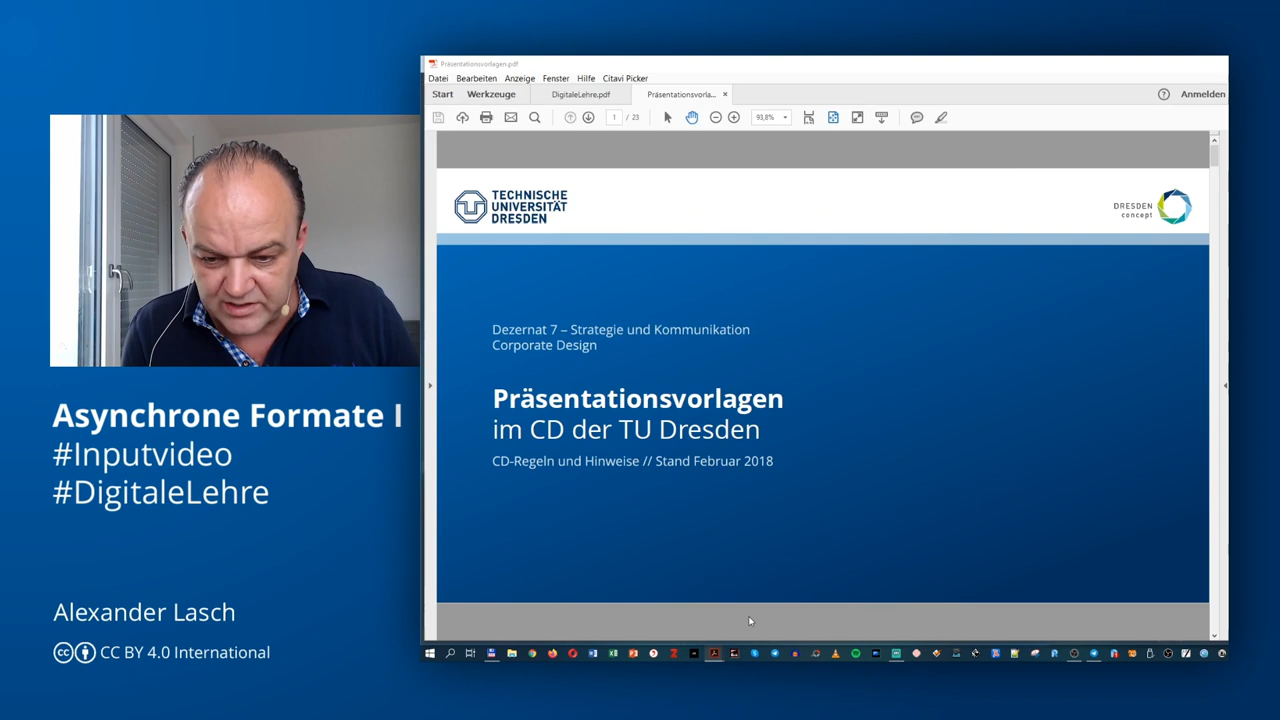 Asynchrone Formate I
#Inputvideo
#DigitaleLehre
Alexander Lasch
CC BY 4.0 International
Präsentationsvorlagen.pdf
Datei Bearbeiten Anzeige Fenster Hilfe Citavi Picker
Start Werkzeuge DigitaleLehre.pdf Präsentationsvorla... × Anmelden
1 / 23 93,8%
TECHNISCHE
UNIVERSITÄT
DRESDEN
DRESDEN
concept
Dezernat 7 – Strategie und Kommunikation
Corporate Design
Präsentationsvorlagen
im CD der TU Dresden
CD-Regeln und Hinweise // Stand Februar 2018